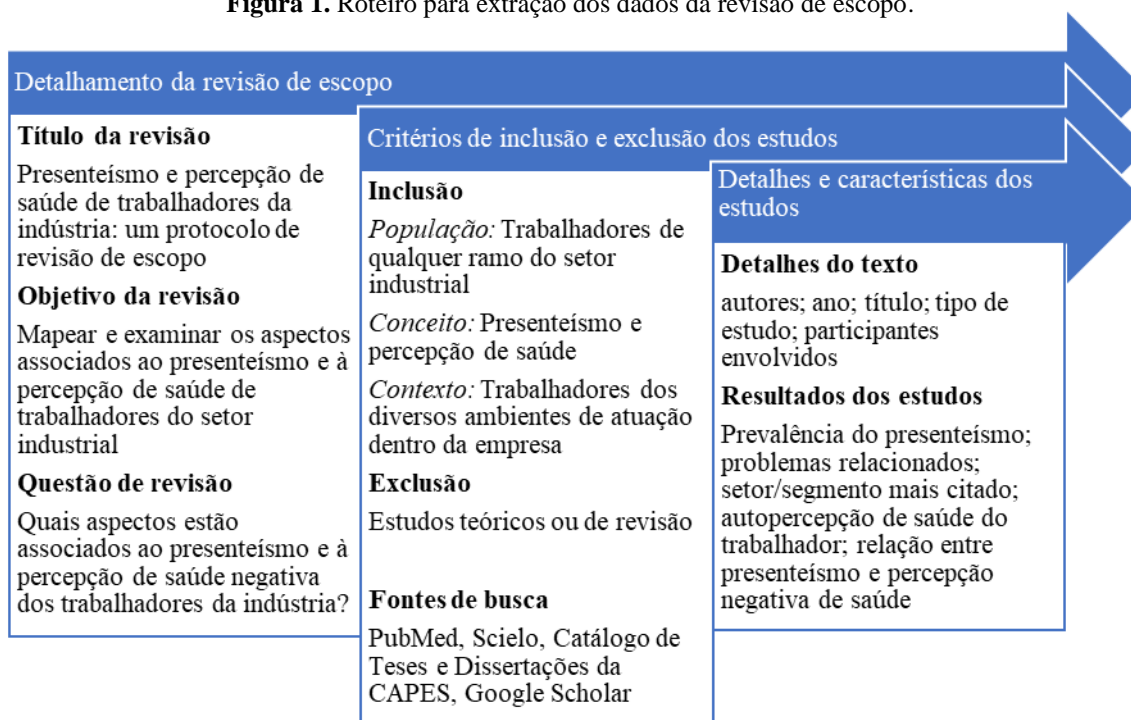 Figura 1. Roteiro para extração dos dados da revisão de escopo.
Detalhamento da revisão de escopo
Título da revisão
Presenteísmo e percepção de
saúde de trabalhadores da
indústria: um protocolo de
revisão de escopo
Objetivo da revisão
Mapear e examinar os aspectos
associados ao presenteísmo e à
percepção de saúde de
trabalhadores do setor
industrial
Questão de revisão
Quais aspectos estão
associados ao presenteísmo e à
percepção de saúde negativa
dos trabalhadores da indústria?
Critérios de inclusão e exclusão dos estudos
Inclusão
População: Trabalhadores de
qualquer ramo do setor
industrial
Conceito: Presenteísmo e
percepção de saúde
Contexto: Trabalhadores dos
diversos ambientes de atuação
dentro da empresa
Exclusão
Estudos teóricos ou de revisão
Fontes de busca
PubMed, Scielo, Catálogo de
Teses e Dissertações da
CAPES, Google Scholar
Detalhes e características dos
estudos
Detalhes do texto
autores; ano; título; tipo de
estudo; participantes
envolvidos
Resultados dos estudos
Prevalência do presenteísmo;
problemas relacionados;
setor/segmento mais citado;
autopercepção de saúde do
trabalhador; relação entre
presenteísmo e percepção
negativa de saúde